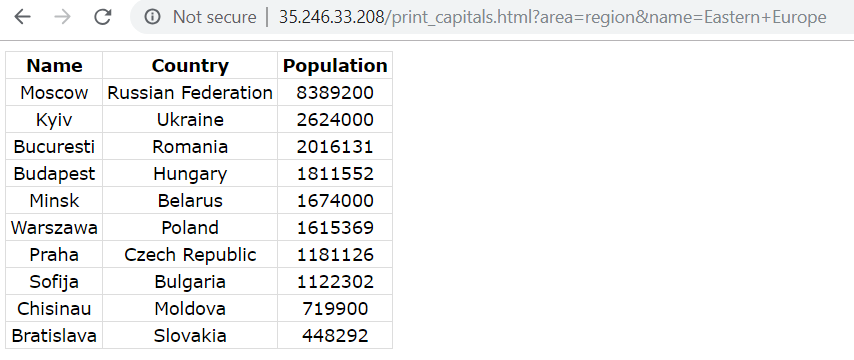 Not secure | 35.246.33.208/print_capitals.html?area=region&name=Eastern+Europe
Name Country Population
Moscow Russian Federation 8389200
Kyiv Ukraine 2624000
Bucuresti Romania 2016131
Budapest Hungary 1811552
Minsk Belarus 1674000
Warszawa Poland 1615369
Praha Czech Republic 1181126
Sofija Bulgaria 1122302
Chisinau Moldova 719900
Bratislava Slovakia 448292